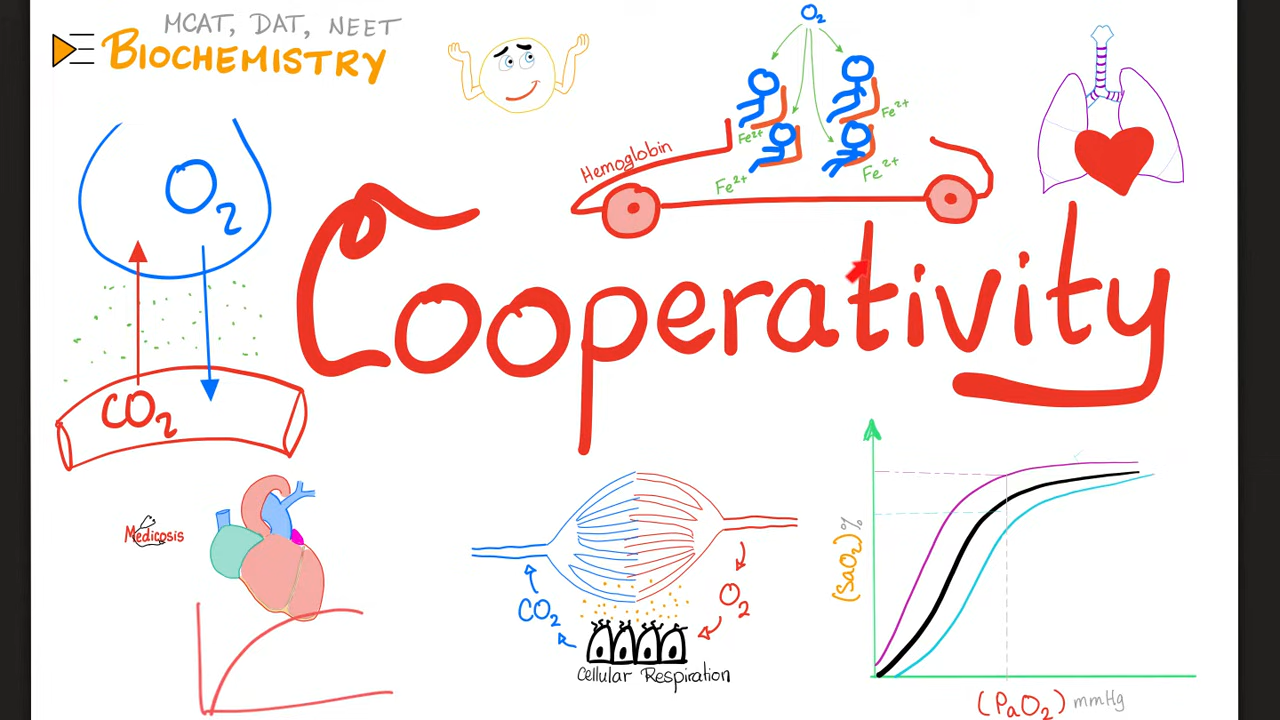 MCAT, DAT, NEET
BIOCHEMISTRY
O2
Fe2+
Fe2+
Fe2+
Fe2+
Hemoglobin
O2
Cooperativity
CO2
Medicosis
CO2
O2
Cellular Respiration
(SaO2)%
(PaO2) mmHg